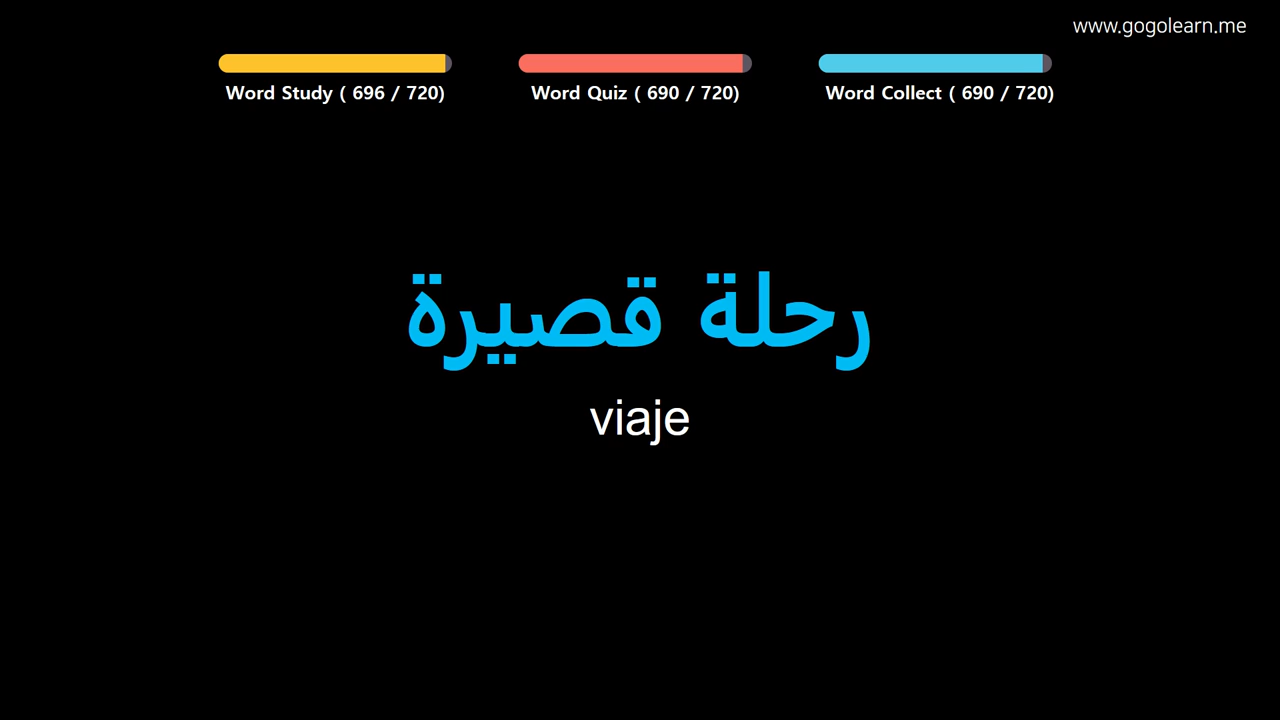 www.gogolearn.me
Word Study ( 696 / 720)
Word Quiz ( 690 / 720)
Word Collect ( 690 / 720)
رحلة قصيرة
viaje